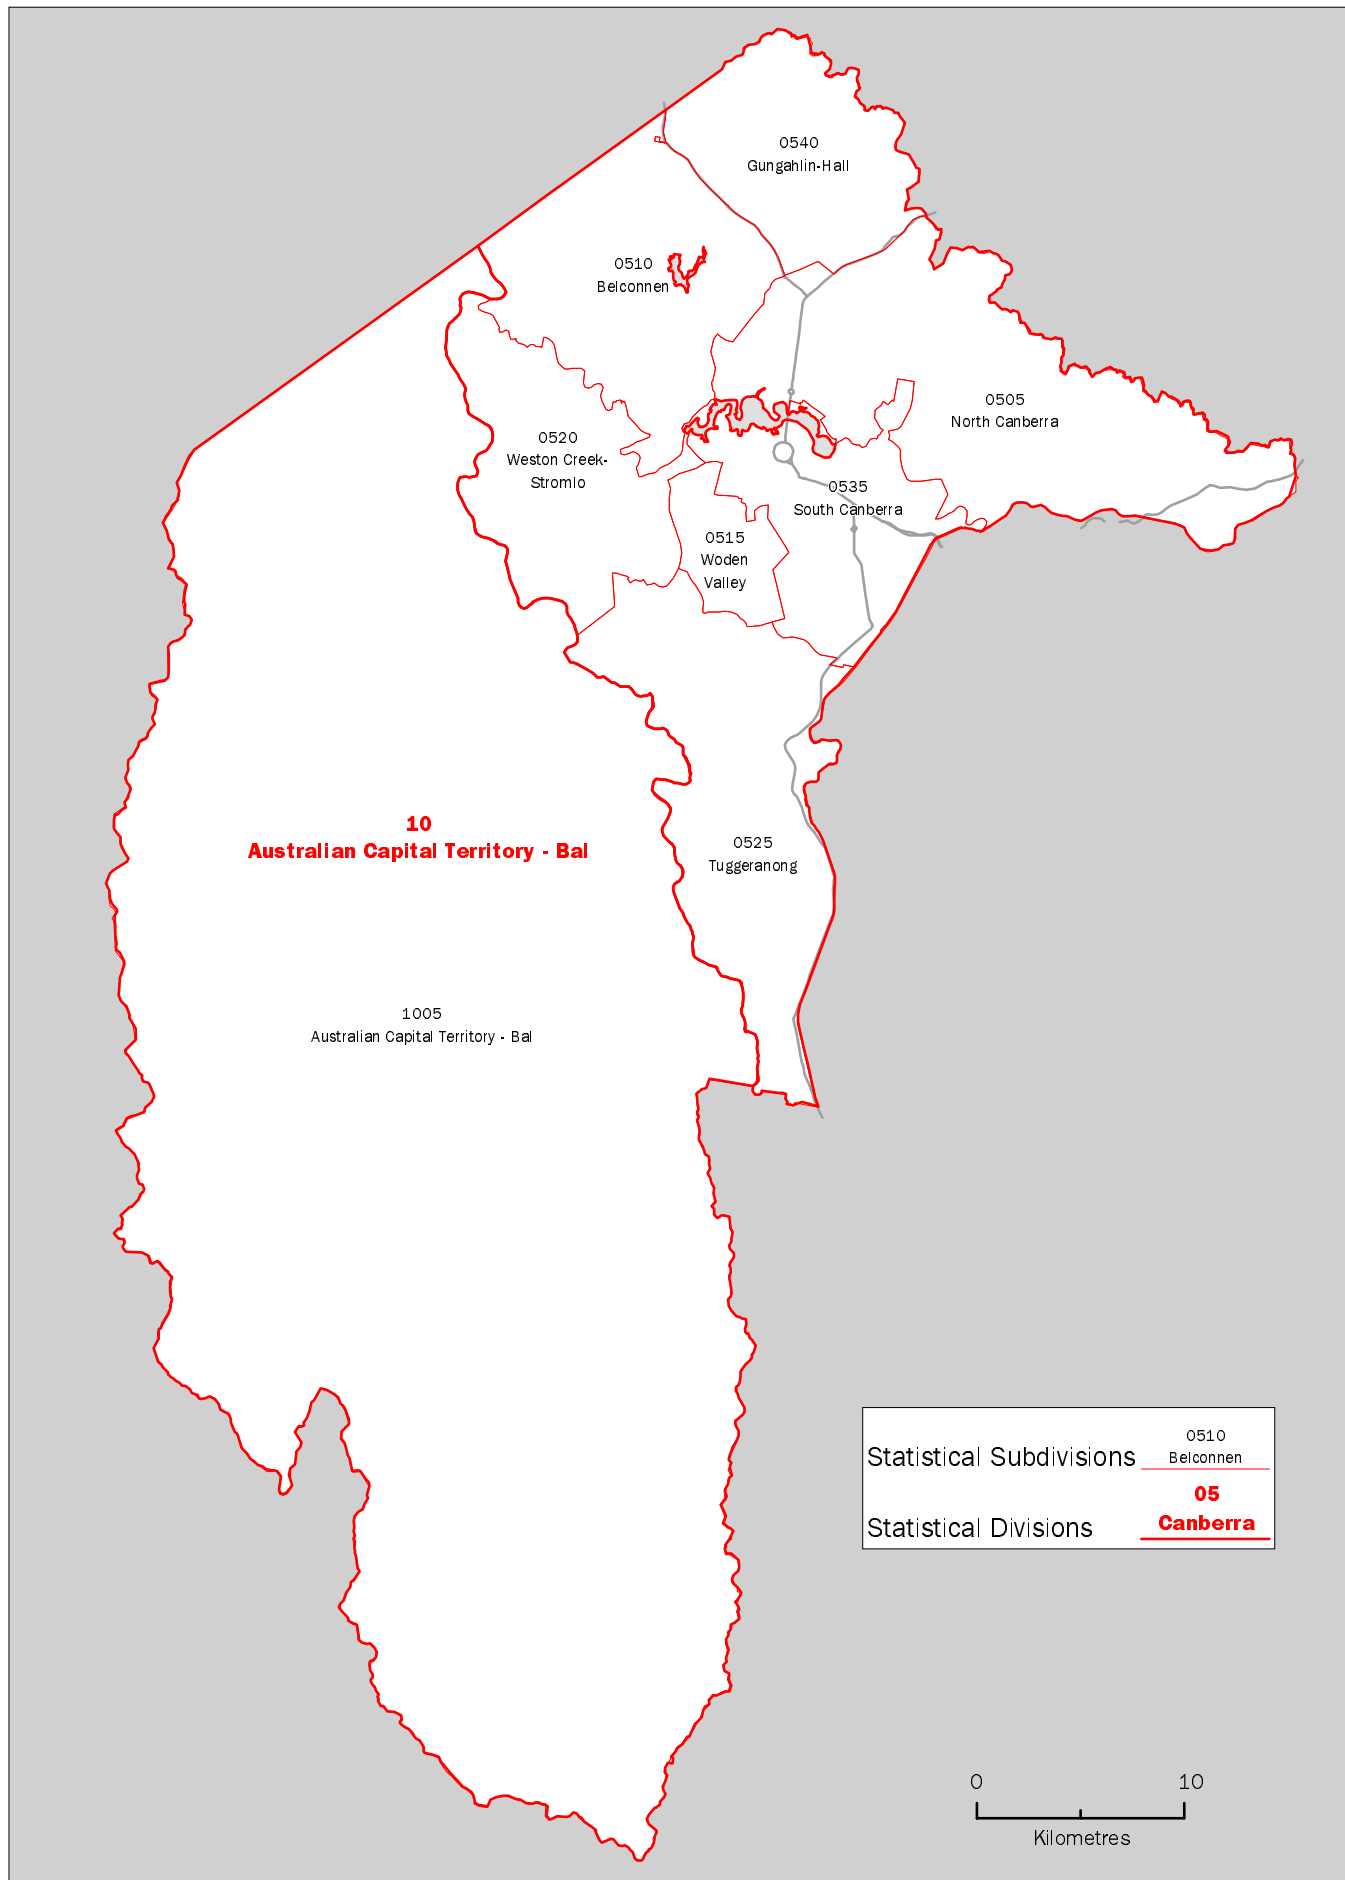 0540
Gungahlin-Hall
0510
Belconnen
0505
North Canberra
0520
Weston Creek-
Stromlo
0535
South Canberra
0515
Woden
Valley
10
Australian Capital Territory - Bal
0525
Tuggeranong
1005
Australian Capital Territory - Bal
Statistical Subdivisions
0510
Belconnen
05
Statistical Divisions
Canberra
0 10
Kilometres